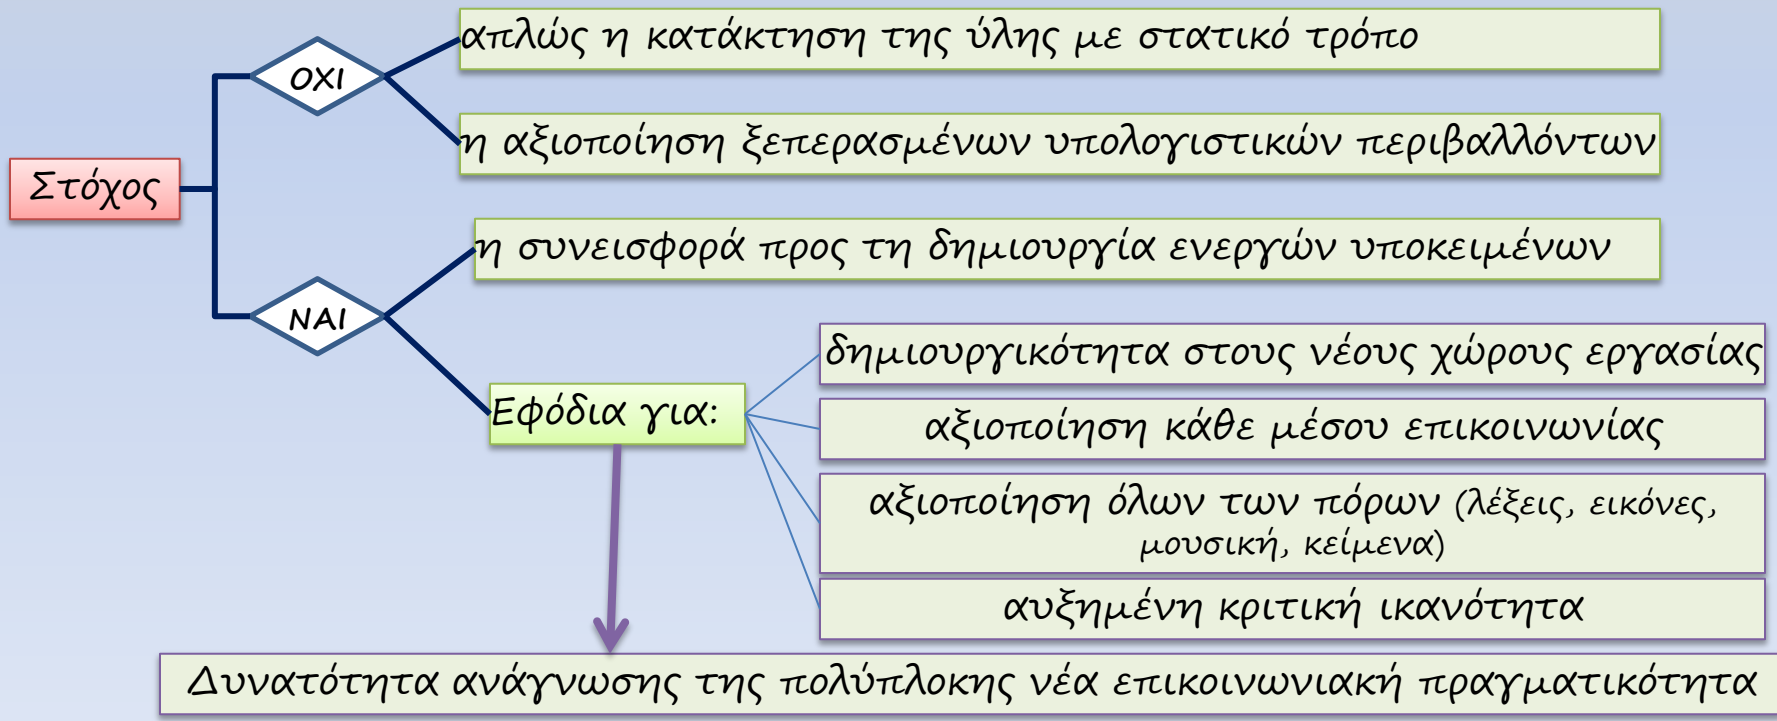 Στόχος
ΟΧΙ
απλώς η κατάκτηση της ύλης με στατικό τρόπο
η αξιοποίηση ξεπερασμένων υπολογιστικών περιβαλλόντων
ΝΑΙ
η συνεισφορά προς τη δημιουργία ενεργών υποκειμένων
Εφόδια για:
δημιουργικότητα στους νέους χώρους εργασίας
αξιοποίηση κάθε μέσου επικοινωνίας
αξιοποίηση όλων των πόρων (λέξεις, εικόνες,
μουσική, κείμενα)
αυξημένη κριτική ικανότητα
Δυνατότητα ανάγνωσης της πολύπλοκης νέα επικοινωνιακή πραγματικότητα